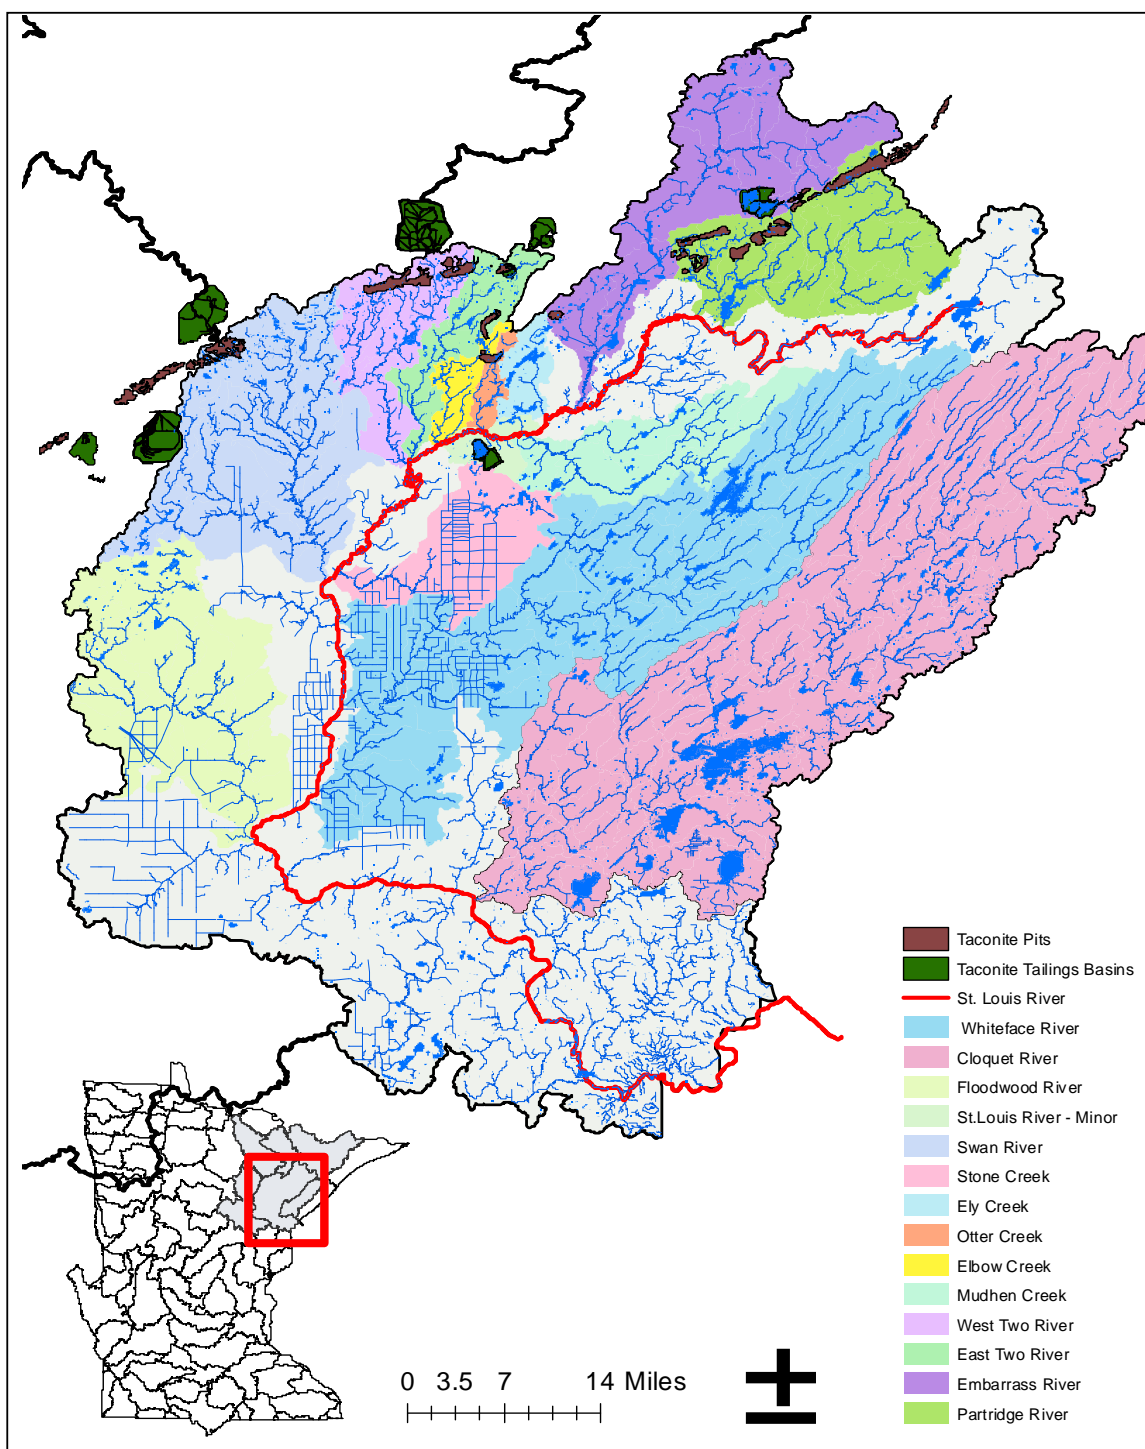 Taconite Pits
Taconite Tailings Basins
St. Louis River
Whiteface River
Cloquet River
Floodwood River
St.Louis River - Minor
Swan River
Stone Creek
Ely Creek
Otter Creek
Elbow Creek
Mudhen Creek
West Two River
East Two River
Embarrass River
Partridge River
0 3.5 7 14 Miles